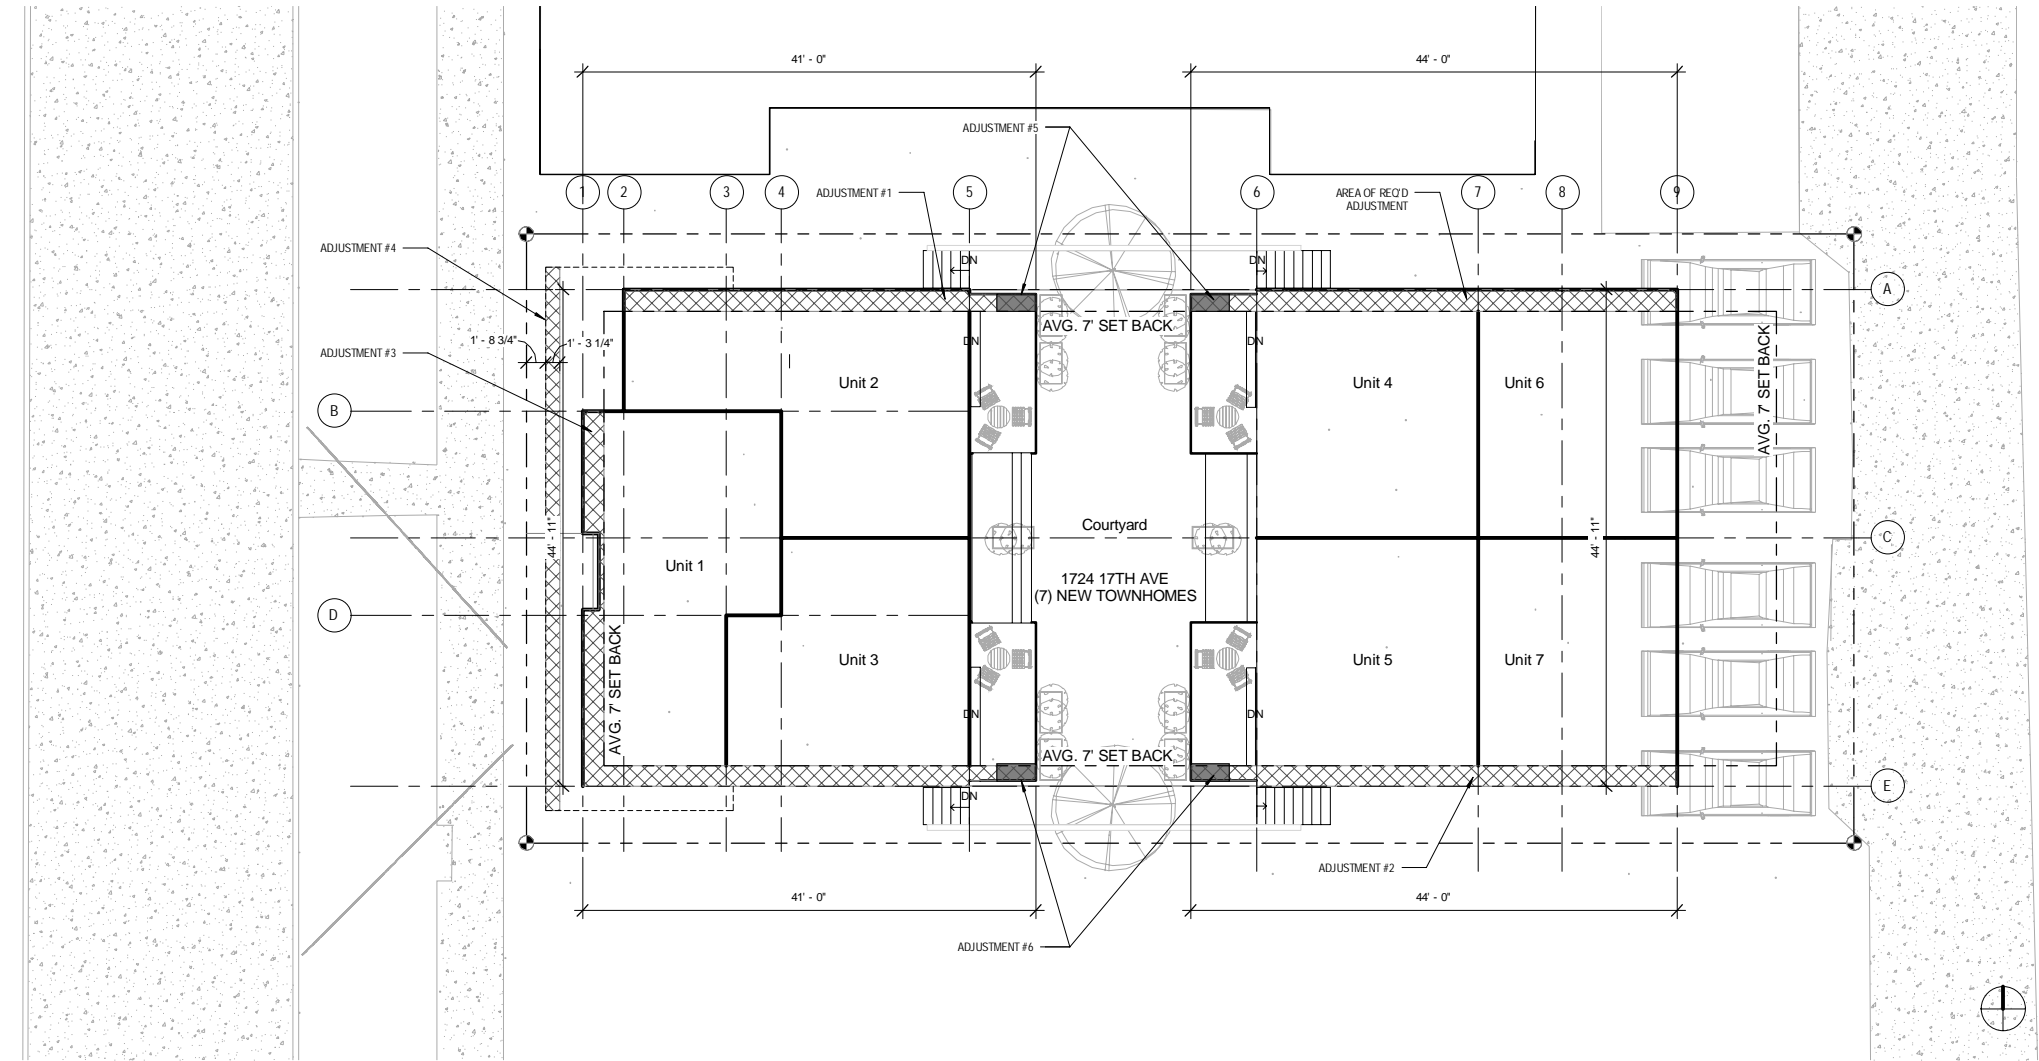 41' - 0"
44' - 0"
ADJUSTMENT #5
1
2
3
4
ADJUSTMENT #1
5
6
AREA OF REQ'D
ADJUSTMENT
7
8
9
ADJUSTMENT #4
DN
DN
A
AVG. 7' SET BACK
1' - 8 3/4"
1' - 3 1/4"
DN
DN
ADJUSTMENT #3
Unit 2
Unit 4
Unit 6
AVG. 7' SET BACK
B
44' - 11"
Courtyard
44' - 11"
C
Unit 1
1724 17TH AVE
(7) NEW TOWNHOMES
D
AVG. 7' SET BACK
Unit 3
Unit 5
Unit 7
DN
DN
AVG. 7' SET BACK
E
DN
DN
ADJUSTMENT #2
41' - 0"
44' - 0"
ADJUSTMENT #6